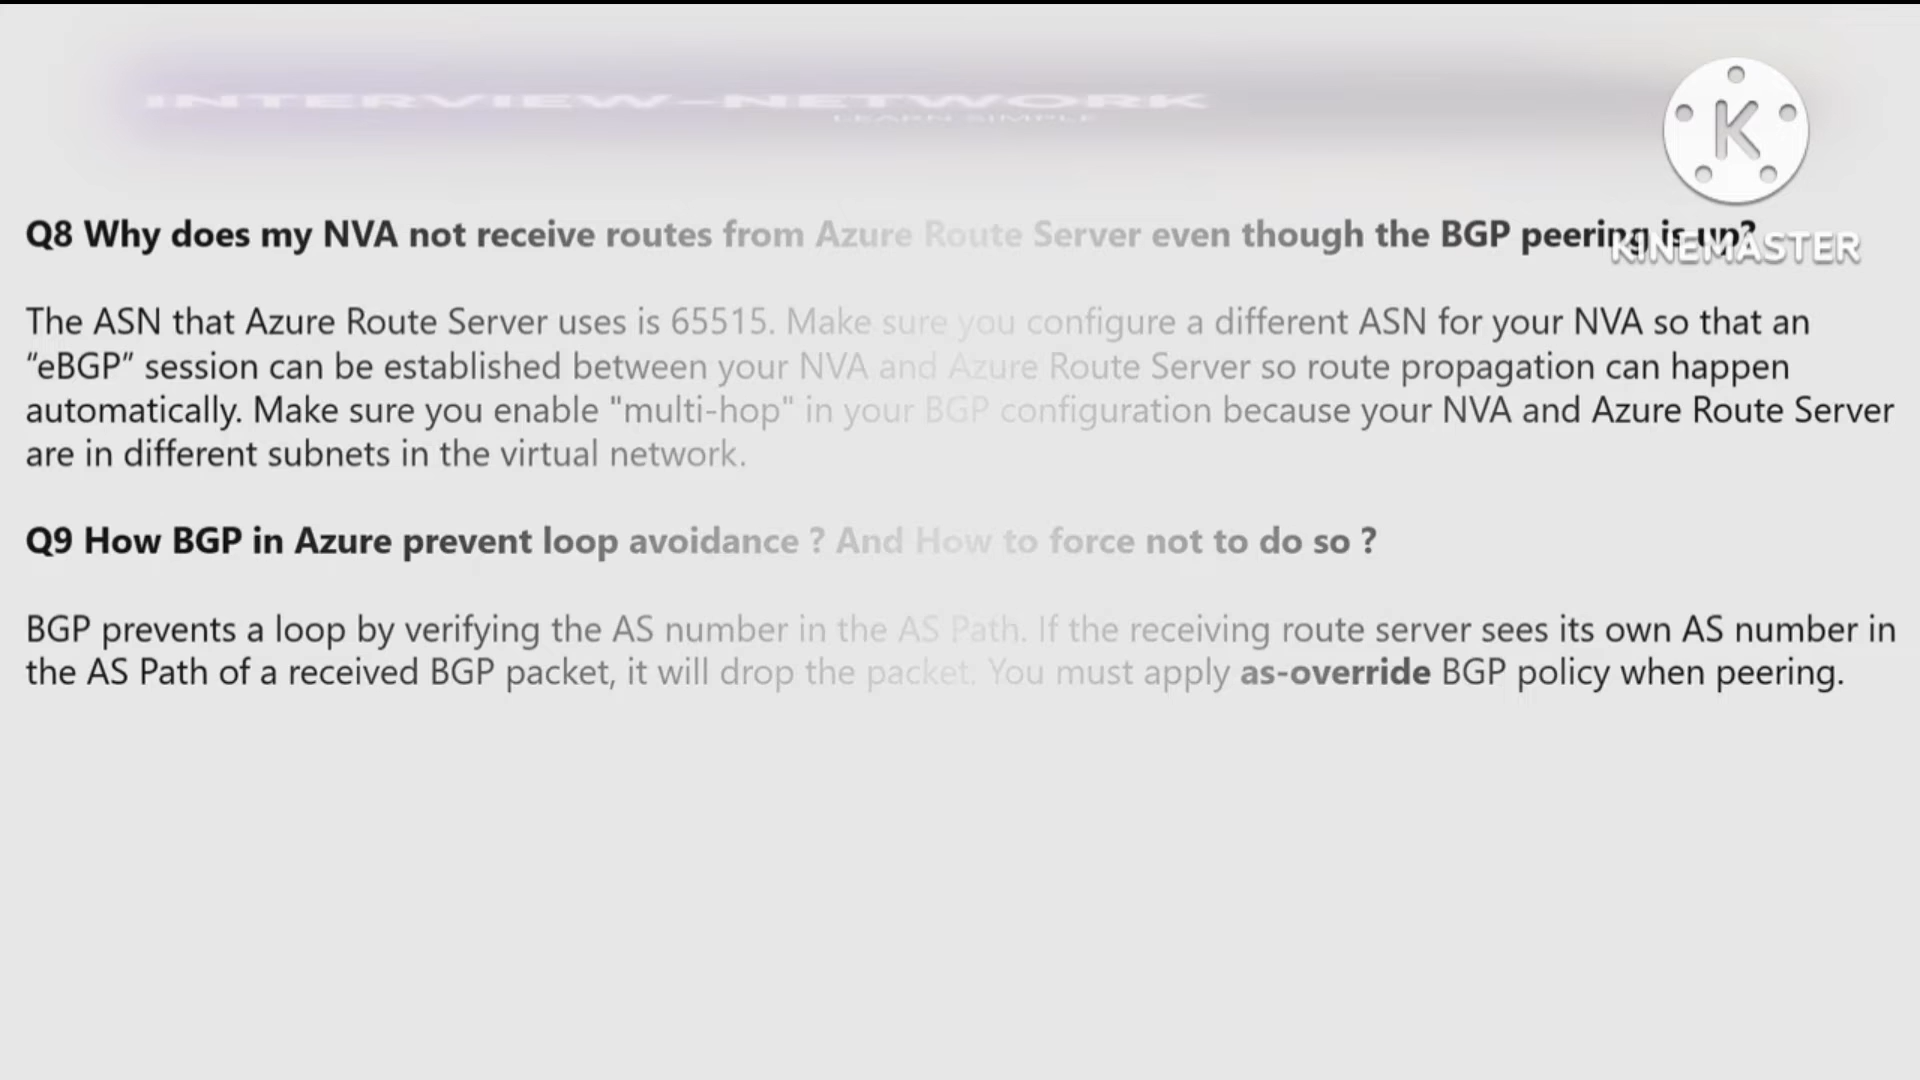 INTERVIEW-NETWORK
LEARN SIMPLE
K
KINEMASTER
Q8 Why does my NVA not receive routes from Azure Route Server even though the BGP peering is up?
The ASN that Azure Route Server uses is 65515. Make sure you configure a different ASN for your NVA so that an
“eBGP” session can be established between your NVA and Azure Route Server so route propagation can happen
automatically. Make sure you enable "multi-hop" in your BGP configuration because your NVA and Azure Route Server
are in different subnets in the virtual network.
Q9 How BGP in Azure prevent loop avoidance ? And How to force not to do so ?
BGP prevents a loop by verifying the AS number in the AS Path. If the receiving route server sees its own AS number in
the AS Path of a received BGP packet, it will drop the packet. You must apply as-override BGP policy when peering.